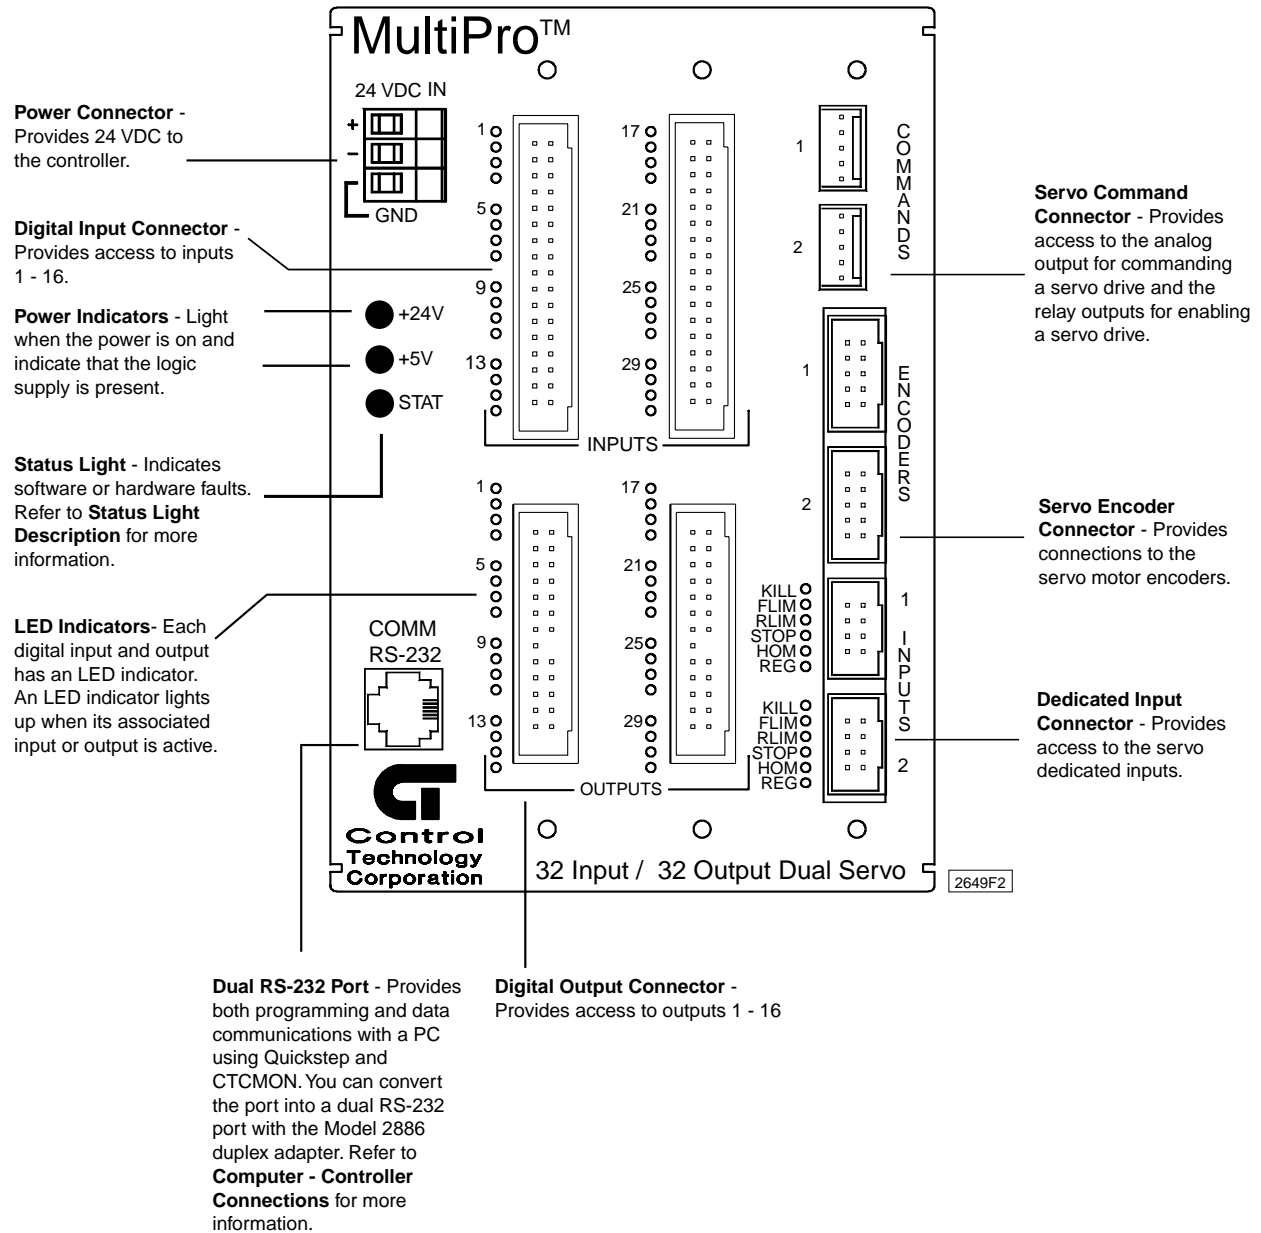 MultiPro™
24 VDC IN
+
-
GND
Power Connector -
Provides 24 VDC to
the controller.
Digital Input Connector -
Provides access to inputs
1 - 16.
Power Indicators - Light
when the power is on and
indicate that the logic
supply is present.
Status Light - Indicates
software or hardware faults.
Refer to Status Light
Description for more
information.
LED Indicators- Each
digital input and output
has an LED indicator.
An LED indicator lights
up when its associated
input or output is active.
+24V
+5V
STAT
COMM
RS-232
1
5
9
13
17
21
25
29
INPUTS
1
5
9
13
17
21
25
29
OUTPUTS
1
2
COMMANDS
1
2
ENCODERS
KILL
FLIM
RLIM
STOP
HOM
REG
KILL
FLIM
RLIM
STOP
HOM
REG
1
INPUTS
2
Servo Command
Connector - Provides
access to the analog
output for commanding
a servo drive and the
relay outputs for enabling
a servo drive.
Servo Encoder
Connector - Provides
connections to the
servo motor encoders.
Dedicated Input
Connector - Provides
access to the servo
dedicated inputs.
CT
Control
Technology
Corporation
32 Input / 32 Output Dual Servo
2649F2
Dual RS-232 Port - Provides
both programming and data
communications with a PC
using Quickstep and
CTCMON. You can convert
the port into a dual RS-232
port with the Model 2886
duplex adapter. Refer to
Computer - Controller
Connections for more
information.
Digital Output Connector -
Provides access to outputs 1 - 16